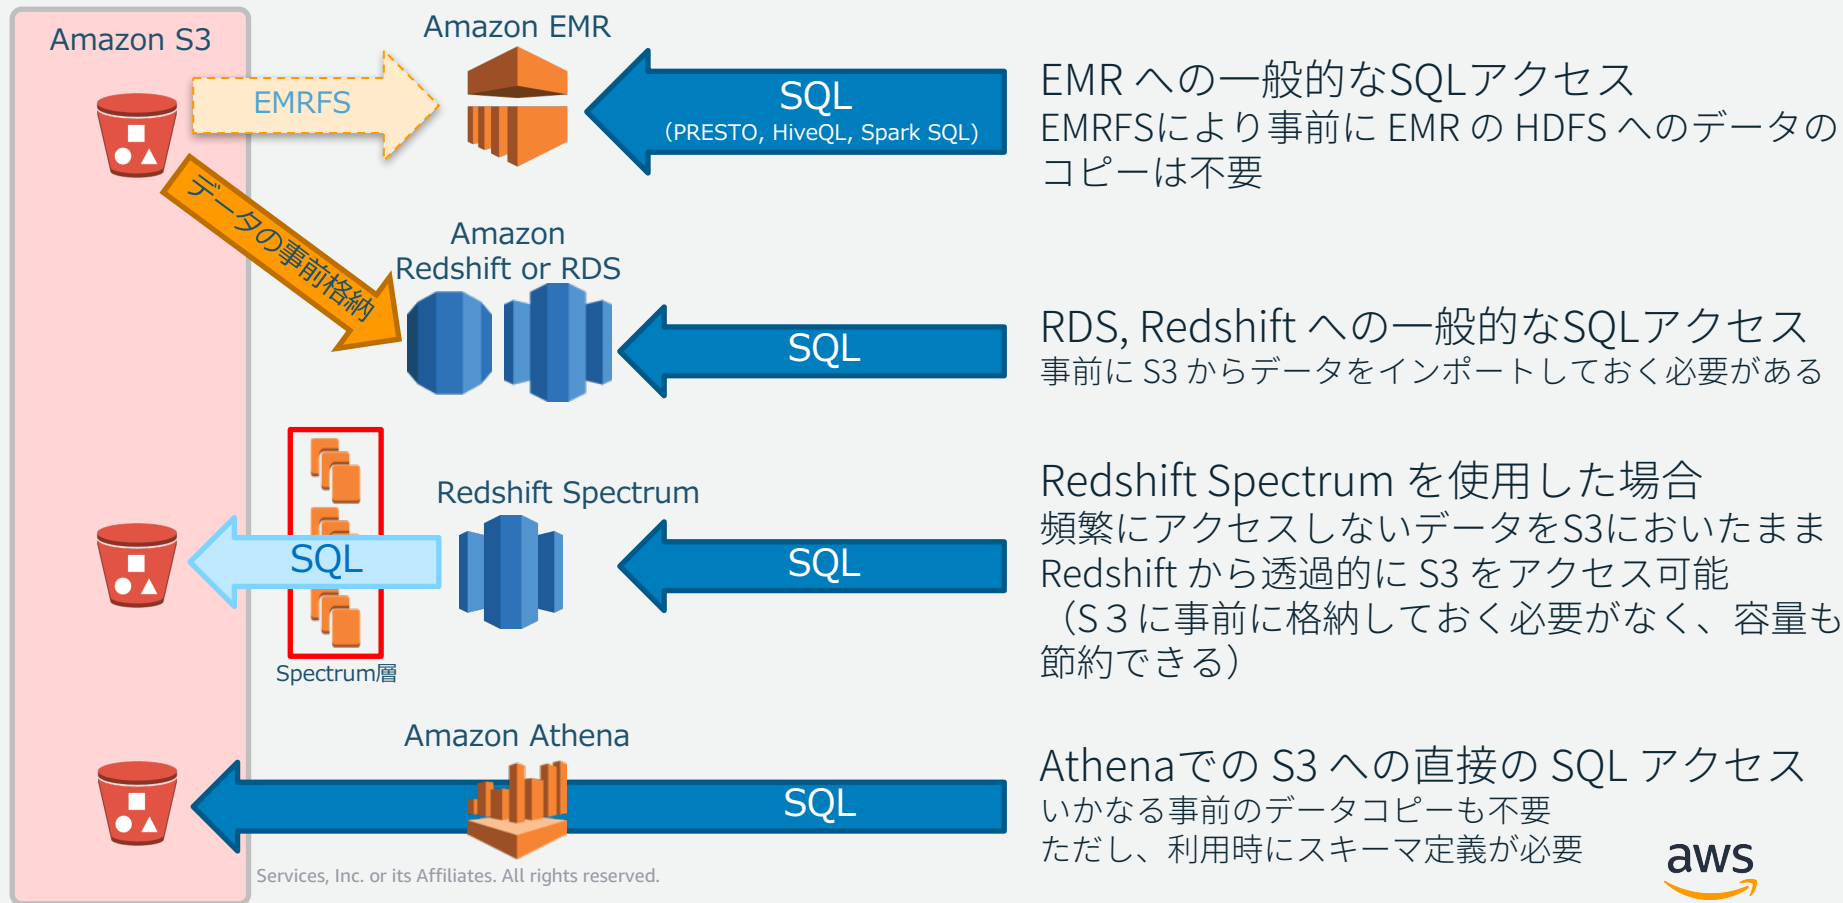 Amazon S3
Amazon EMR
EMRFS
SQL
（PRESTO, HiveQL, Spark SQL）
EMR への一般的なSQLアクセス
EMRFSにより事前に EMR の HDFS へのデータの
コピーは不要
データの事前格納
Amazon
Redshift or RDS
SQL
RDS, Redshift への一般的なSQLアクセス
事前に S3 からデータをインポートしておく必要がある
Redshift Spectrum
SQL
SQL
Spectrum層
Redshift Spectrum を使用した場合
頻繁にアクセスしないデータをS3においたまま
Redshift から透過的に S3 をアクセス可能
（S３に事前に格納しておく必要がなく、容量も
節約できる）
Amazon Athena
SQL
Athenaでの S3 への直接の SQL アクセス
いかなる事前のデータコピーも不要
ただし、利用時にスキーマ定義が必要
Services, Inc. or its Affiliates. All rights reserved.
aws